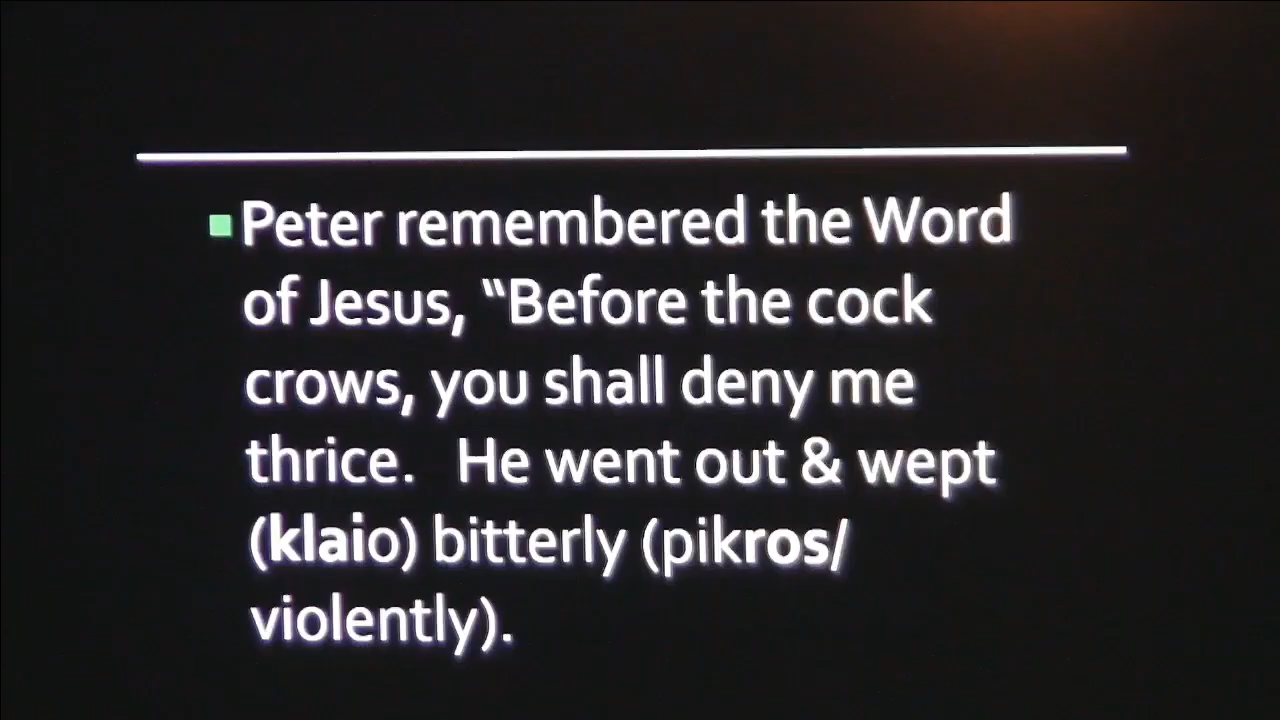 Peter remembered the Word
of Jesus, “Before the cock
crows, you shall deny me
thrice.   He went out & wept
(klaio) bitterly (pikros/
violently).